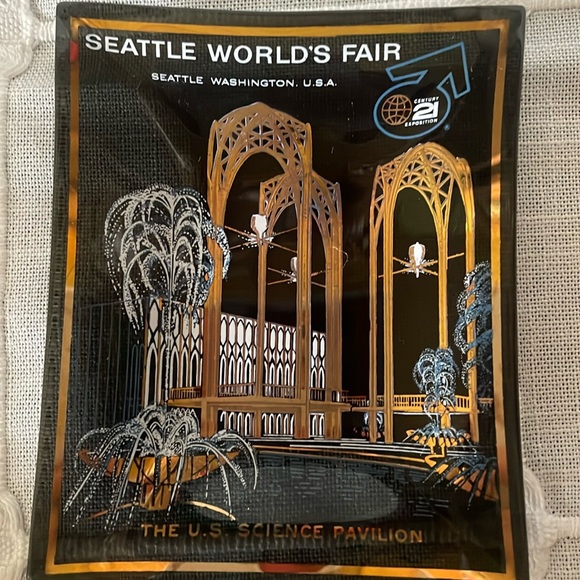 SEATTLE WORLD'S FAIR
SEATTLE WASHINGTON, U.S.A.
CENTURY
21
EXPOSITION
THE U.S. SCIENCE PAVILION